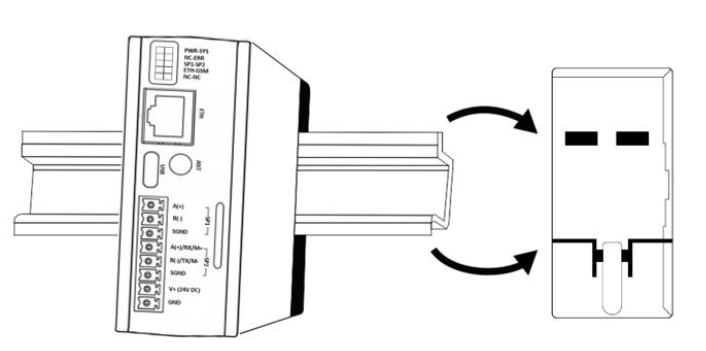 PWR-SYS
NC-ERR
SP1-SP2
ETH-GSM
NC-NC
ETH
USB
ANT
A(+)
B(-)
SGND
SP1
A(+)/RX/M+
B(-)/TX/M-
SGND
SP2
V+ (24V DC)
GND